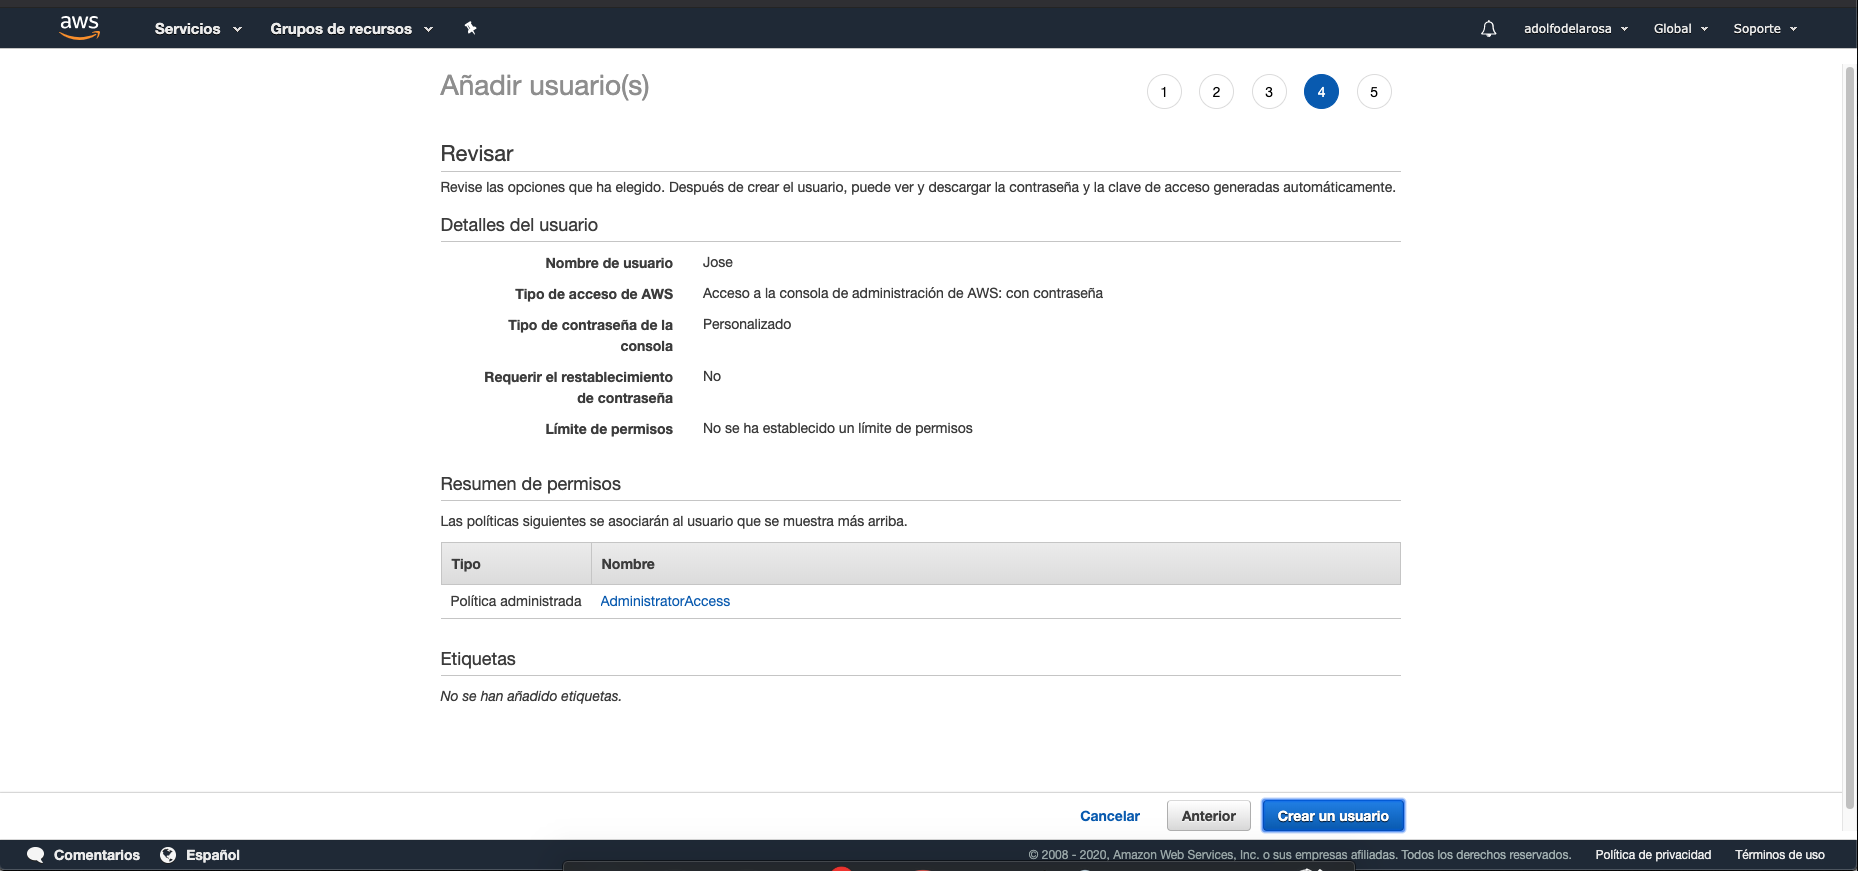 aws Servicios Grupos de recursos adolfodelarosa Global Soporte
Añadir usuario(s) 1 2 3 4 5
Revisar
Revise las opciones que ha elegido. Después de crear el usuario, puede ver y descargar la contraseña y la clave de acceso generadas automáticamente.
Detalles del usuario
Nombre de usuario Jose
Tipo de acceso de AWS Acceso a la consola de administración de AWS: con contraseña
Tipo de contraseña de la Personalizado
consola
Requerir el restablecimiento No
de contraseña
Límite de permisos No se ha establecido un límite de permisos
Resumen de permisos
Las políticas siguientes se asociarán al usuario que se muestra más arriba.
Tipo Nombre
Política administrada AdministratorAccess
Etiquetas
No se han añadido etiquetas.
Cancelar Anterior Crear un usuario
Comentarios Español © 2008 - 2020, Amazon Web Services, Inc. o sus empresas afiliadas. Todos los derechos reservados. Política de privacidad Términos de uso